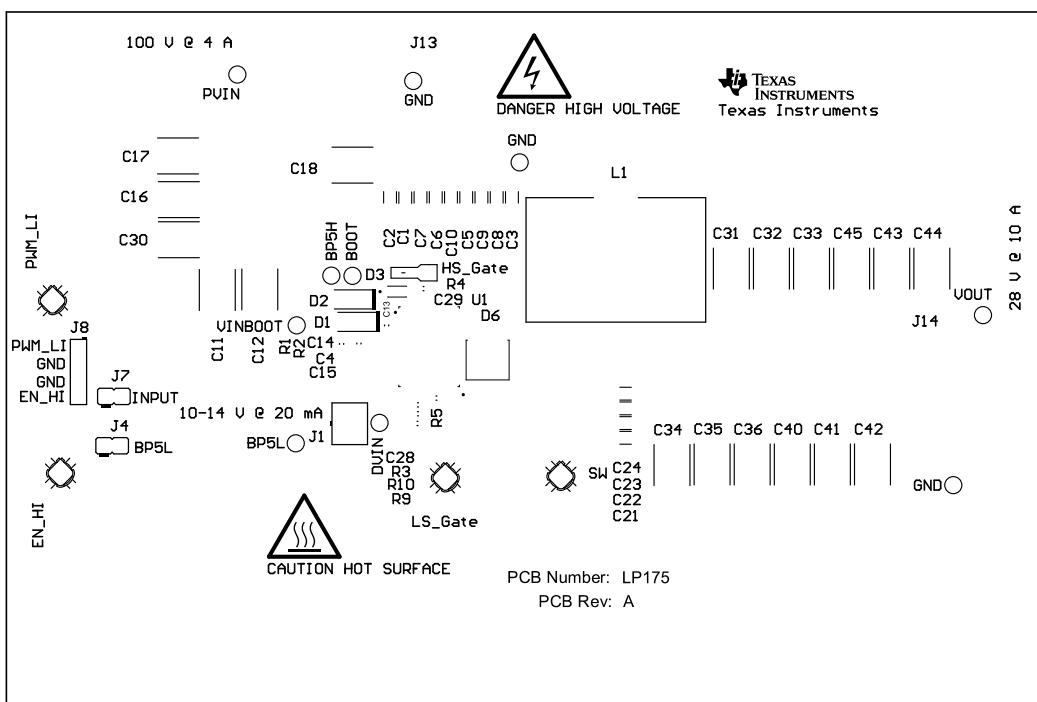 100 V @ 4 A
J13
PVIN
GND
DANGER HIGH VOLTAGE
TEXAS
INSTRUMENTS
Texas Instruments
GND
C17
C18
L1
C16
C30
PWM_LI
BP5H
BOOT
C2
C1
C7
C6
C10
C5
C9
C8
C3
C31
C32
C33
C45
C43
C44
28 V @ 10 A
D3
HS_Gate
R4
D2
C13
C29
U1
D6
D1
VINBOOT
VOUT
J14
J8
PWM_LI
GND
GND
EN_HI
C11
C12
R1
R2
C14
C4
C15
J7
INPUT
10-14 V @ 20 mA
J4
BP5L
BP5L
J1
DVIN
R5
C28
R3
R10
R9
C34
C35
C36
C40
C41
C42
SW
C24
C23
C22
C21
GND
EN_HI
LS_Gate
CAUTION HOT SURFACE
PCB Number: LP175
PCB Rev: A